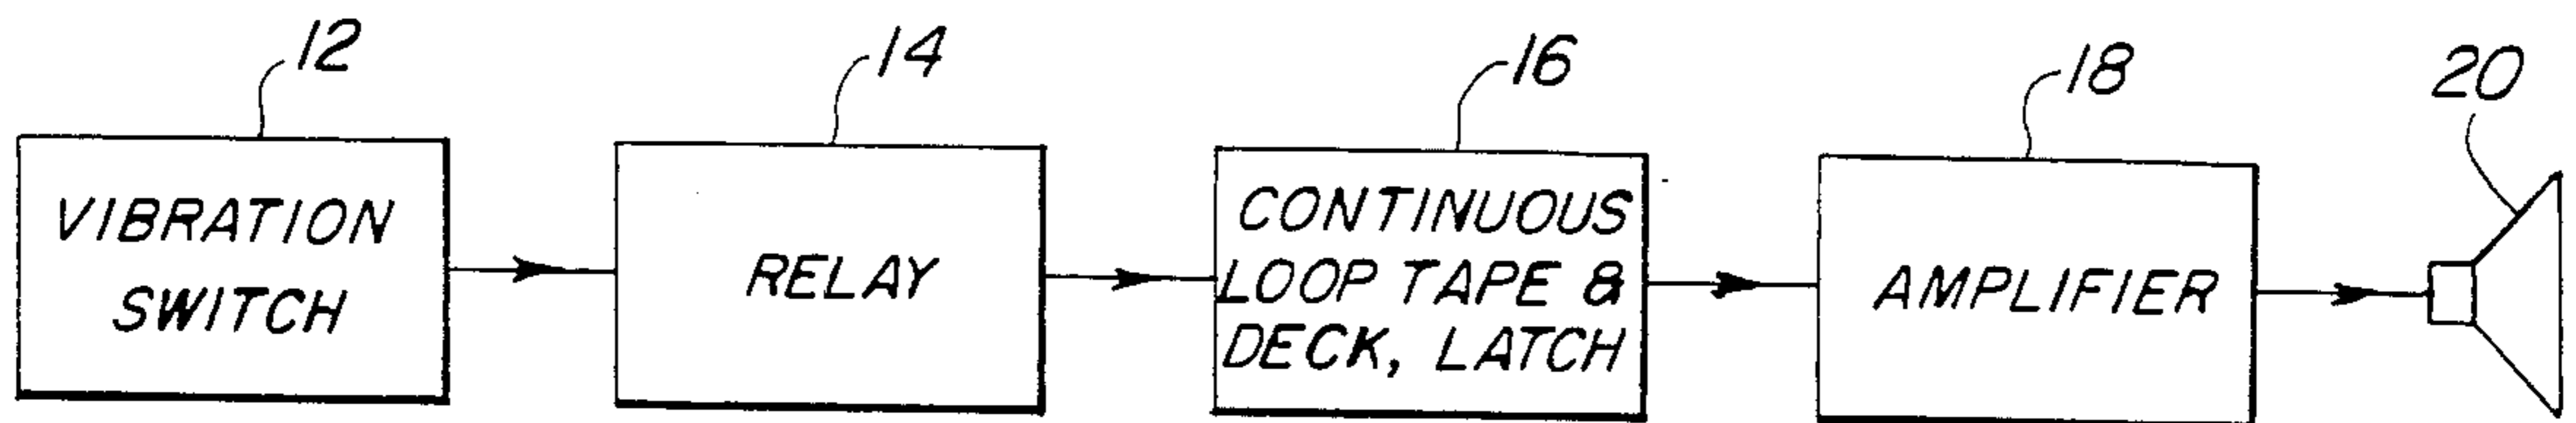 12
14
16
18
20
VIBRATION
SWITCH
RELAY
CONTINUOUS
LOOP TAPE &
DECK, LATCH
AMPLIFIER